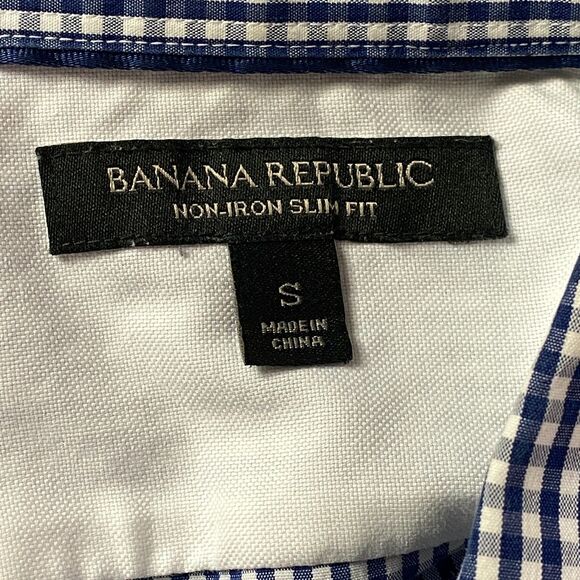 BANANA REPUBLIC
NON-IRON SLIM FIT
S
MADE IN
CHINA